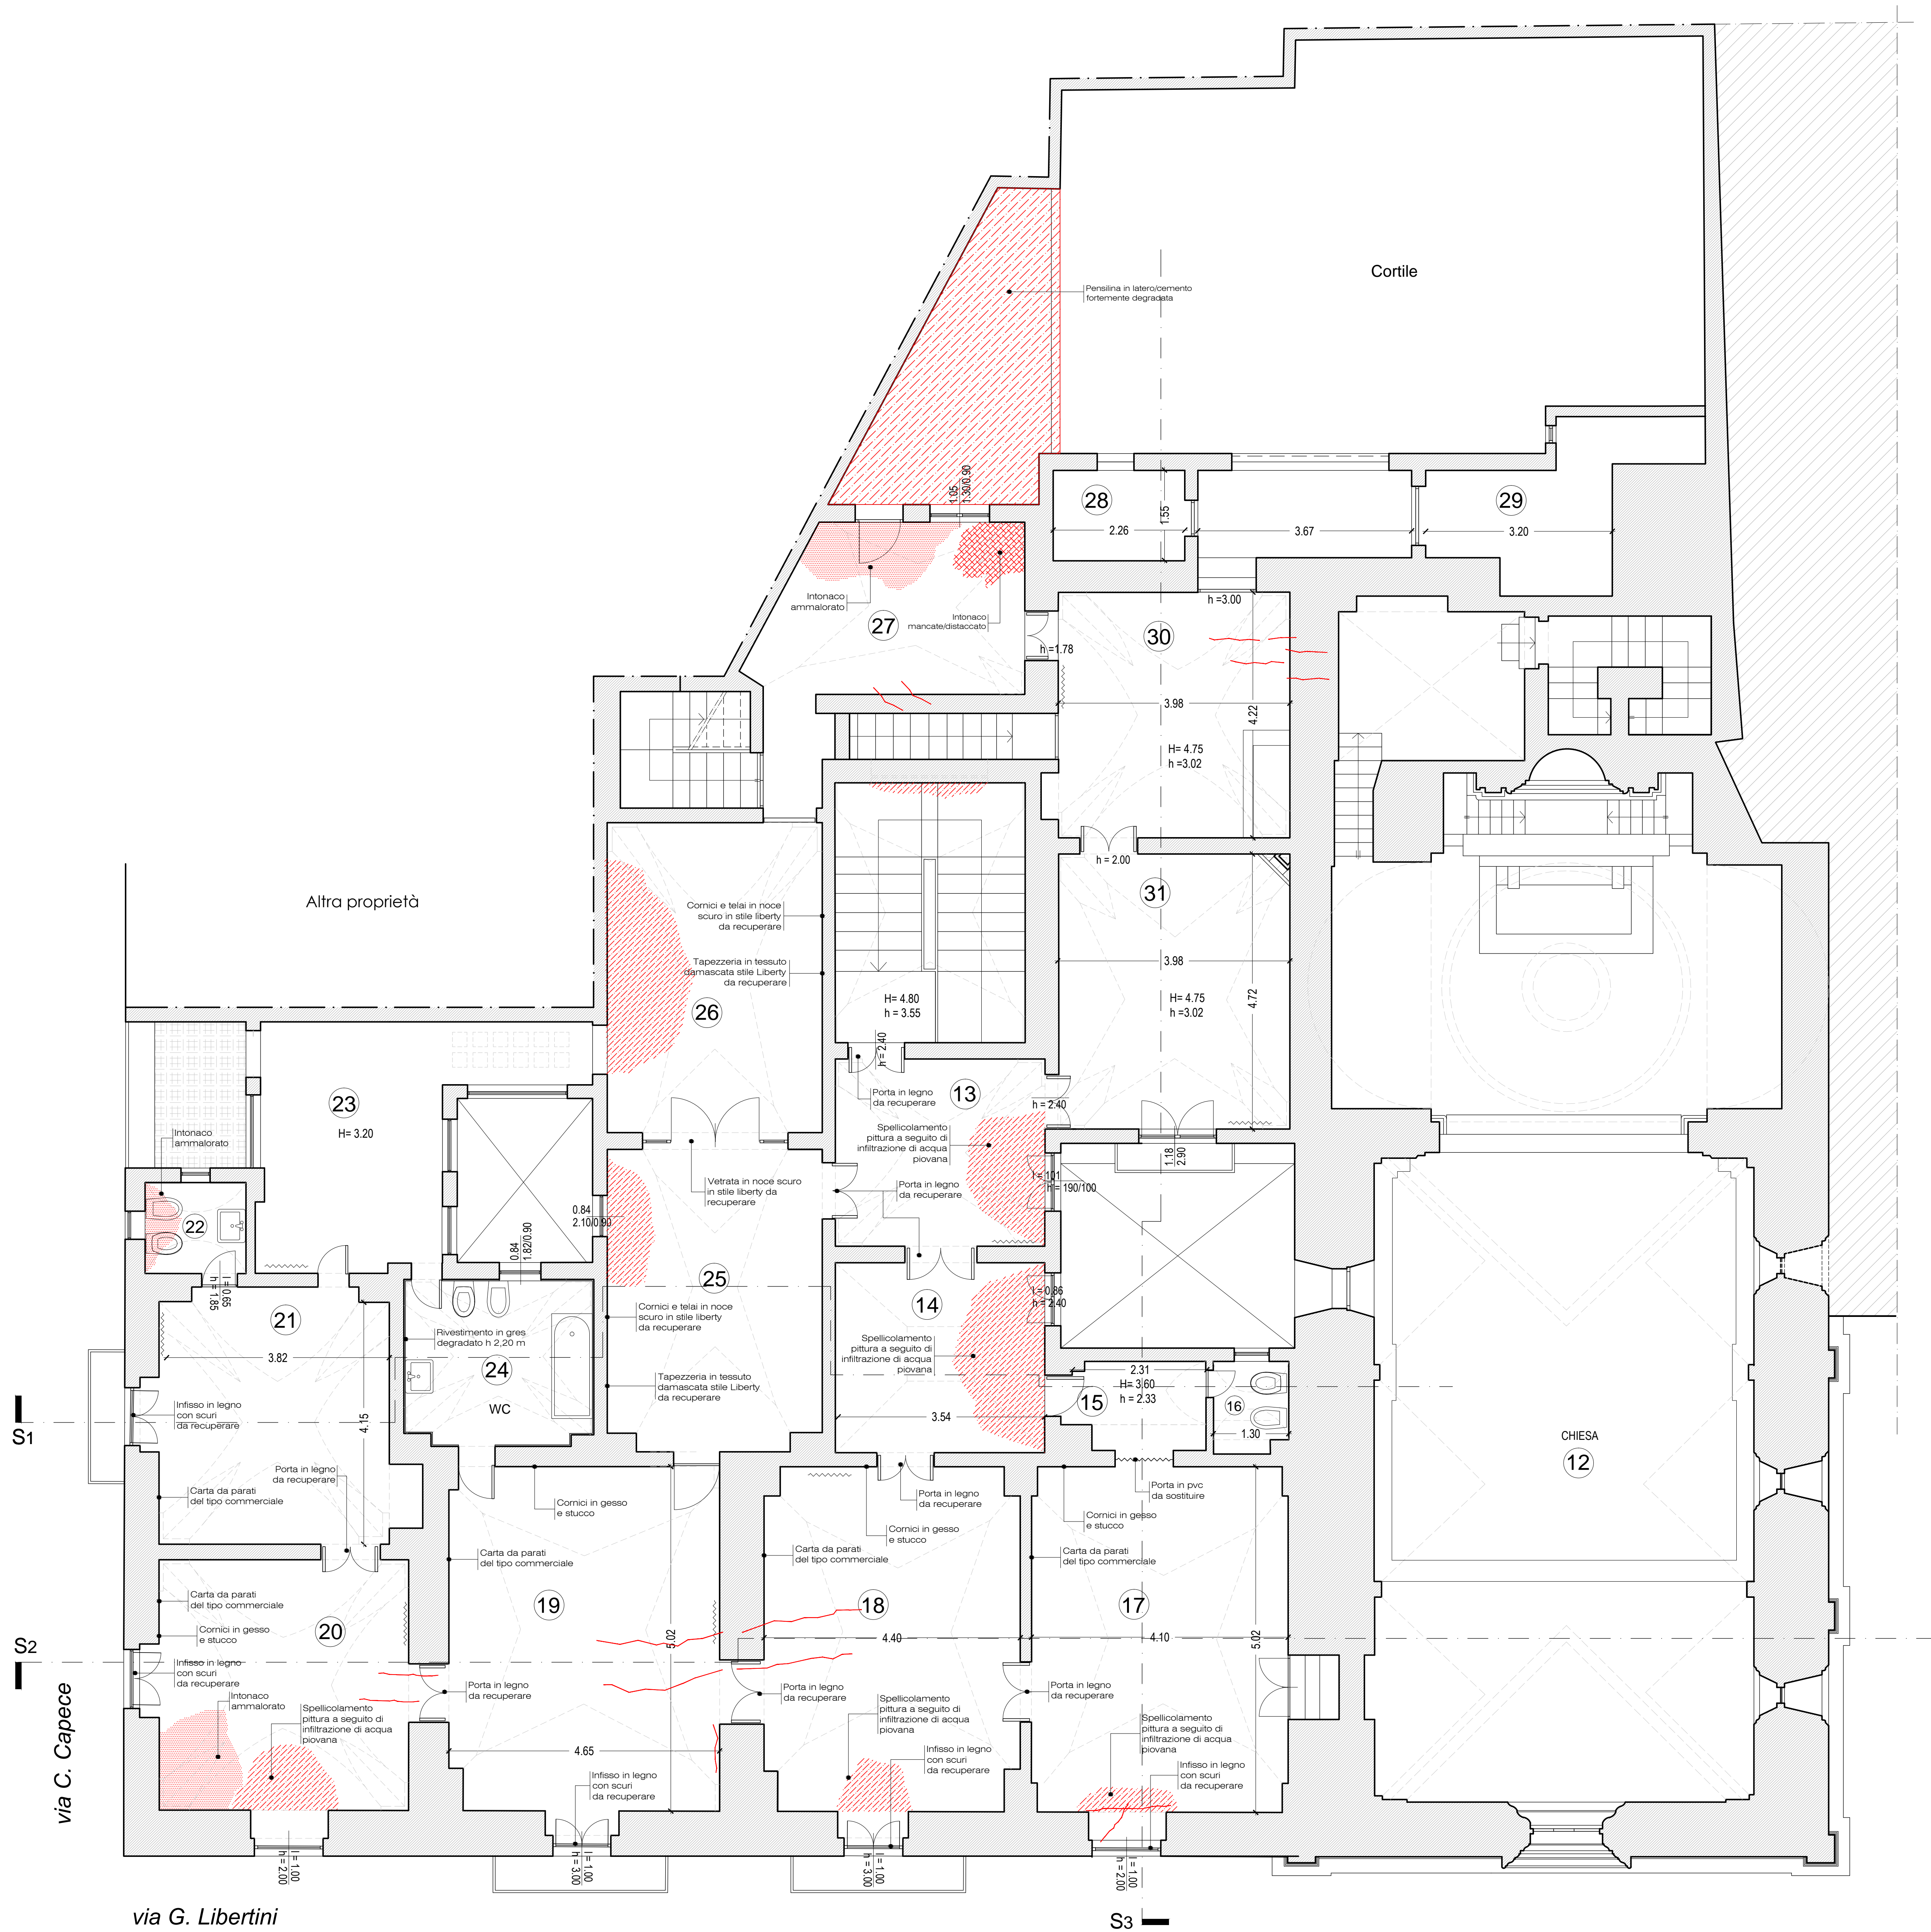 Cortile
Pensilina in latero/cemento
fortemente degradata
1.05
1.30/0.90
28
2.26
1.55
3.67
29
3.20
Intonaco
ammalorato
27
Intonaco
mancate/distaccato
h =3.00
30
h =1.78
3.98
4.22
H= 4.75
h =3.02
h = 2.00
31
3.98
4.72
H= 4.75
h =3.02
Altra proprietà
Cornici e telai in noce
scuro in stile liberty
da recuperare
Tapezzeria in tessuto
damascata stile Liberty
da recuperare
26
H= 4.80
h = 3.55
h = 2.40
Porta in legno
da recuperare
13
h = 2.40
Spellicolamento
pittura a seguito di
infiltrazione di acqua
piovana
23
H= 3.20
Intonaco
ammalorato
22
l = 0.65
h = 1.85
Vetrata in noce scuro
in stile liberty da
recuperare
0.84
2.10/0.90
0.84
1.82/0.90
Porta in legno
da recuperare
l = 101
h = 190/100
1.18
2.90
25
14
l = 0.86
h = 2.40
21
3.82
4.15
Rivestimento in gres
degradato h 2,20 m
24
WC
Cornici e telai in noce
scuro in stile liberty
da recuperare
Tapezzeria in tessuto
damascata stile Liberty
da recuperare
Spellicolamento
pittura a seguito di
infiltrazione di acqua
piovana
3.54
15
2.31
H= 3.60
h = 2.33
16
1.30
CHIESA
12
S1
Infisso in legno
con scuri
da recuperare
Porta in legno
da recuperare
Carta da parati
del tipo commerciale
Cornici in gesso
e stucco
Porta in legno
da recuperare
Cornici in gesso
e stucco
Porta in pvc
da sostituire
Cornici in gesso
e stucco
Carta da parati
del tipo commerciale
Carta da parati
del tipo commerciale
Carta da parati
del tipo commerciale
Carta da parati
del tipo commerciale
Cornici in gesso
e stucco
20
19
5.02
18
4.40
17
4.10
5.02
S2
Infisso in legno
con scuri
da recuperare
Intonaco
ammalorato
Spellicolamento
pittura a seguito di
infiltrazione di acqua
piovana
Porta in legno
da recuperare
4.65
Infisso in legno
con scuri
da recuperare
Porta in legno
da recuperare
Spellicolamento
pittura a seguito di
infiltrazione di acqua
piovana
Infisso in legno
con scuri
da recuperare
Porta in legno
da recuperare
Spellicolamento
pittura a seguito di
infiltrazione di acqua
piovana
Infisso in legno
con scuri
da recuperare
via C. Capece
l = 1.00
h = 2.00
l = 1.00
h = 3.00
l = 1.00
h = 3.00
l = 1.00
h = 2.00
via G. Libertini
S3